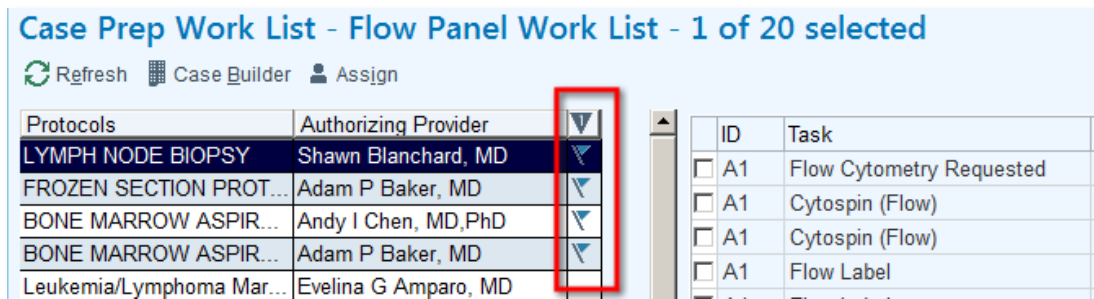 Case Prep Work List - Flow Panel Work List - 1 of 20 selected
Refresh Case Builder Assign
Protocols Authorizing Provider 1 ID Task
LYMPH NODE BIOPSY Shawn Blanchard, MD A1 Flow Cytometry Requested
FROZEN SECTION PROT... Adam P Baker, MD A1 Cytospin (Flow)
BONE MARROW ASPIR... Andy I Chen, MD,PhD A1 Cytospin (Flow)
BONE MARROW ASPIR... Adam P Baker, MD A1 Flow Label
Leukemia/Lymphoma Mar... Evelina G Amparo, MD